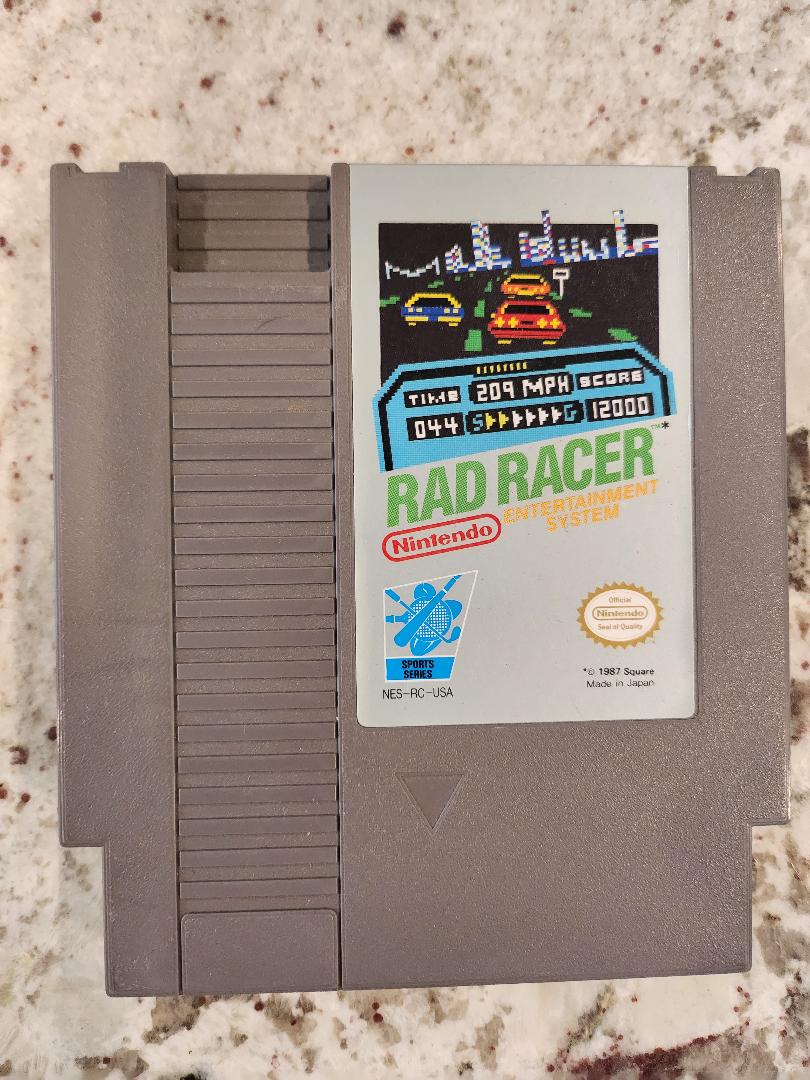 TIME 209 MPH SCORE
044 S G 12000
RAD RACER™*
Nintendo ENTERTAINMENT
SYSTEM
SPORTS
SERIES
NES-RC-USA
Official
Nintendo
Seal of Quality
*© 1987 Square
Made in Japan